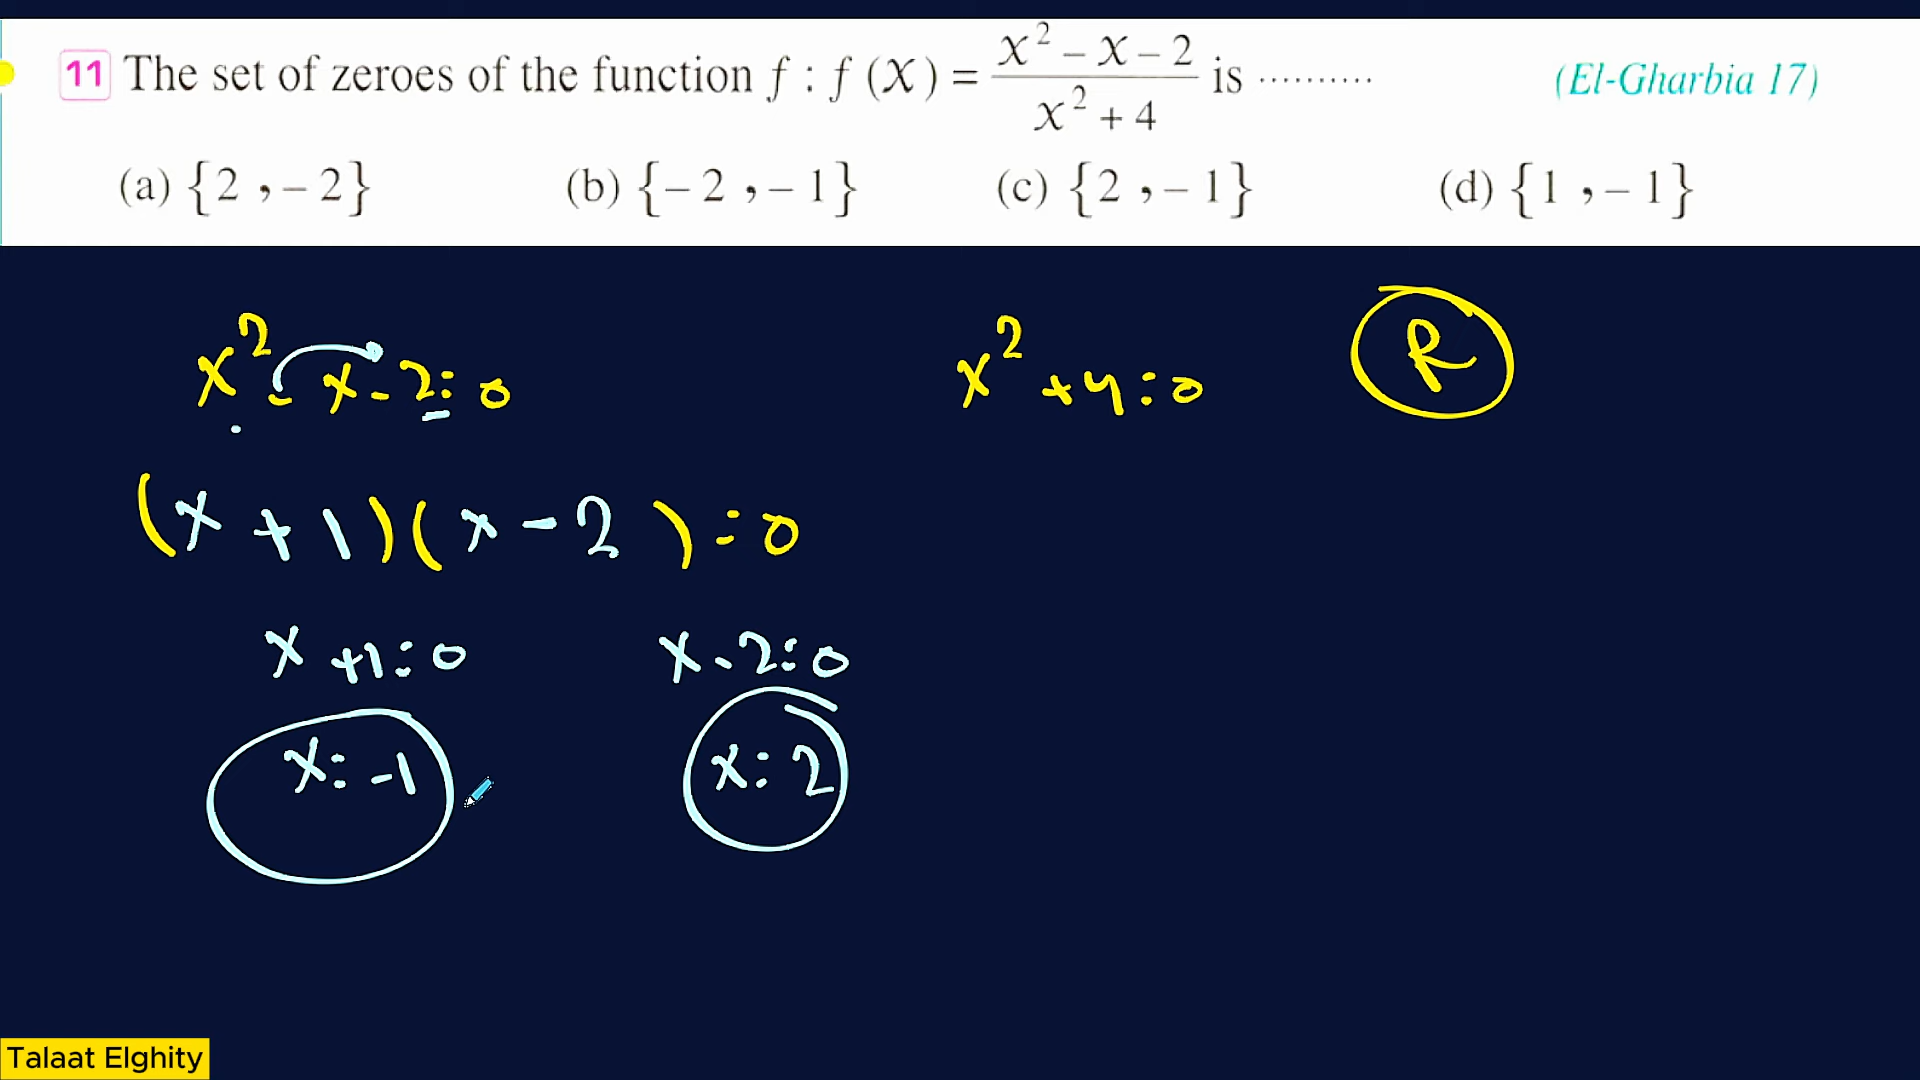 11 The set of zeroes of the function f : f (X) = (X² – X – 2) / (X² + 4) is .......... (El-Gharbia 17)
(a) {2 , – 2} (b) {– 2 , – 1} (c) {2 , – 1} (d) {1 , – 1}
x² - x - 2 = 0 x² + 4 = 0 R
(x + 1)(x - 2) = 0
x + 1 = 0 x - 2 = 0
x = -1 x = 2
Talaat Elghity